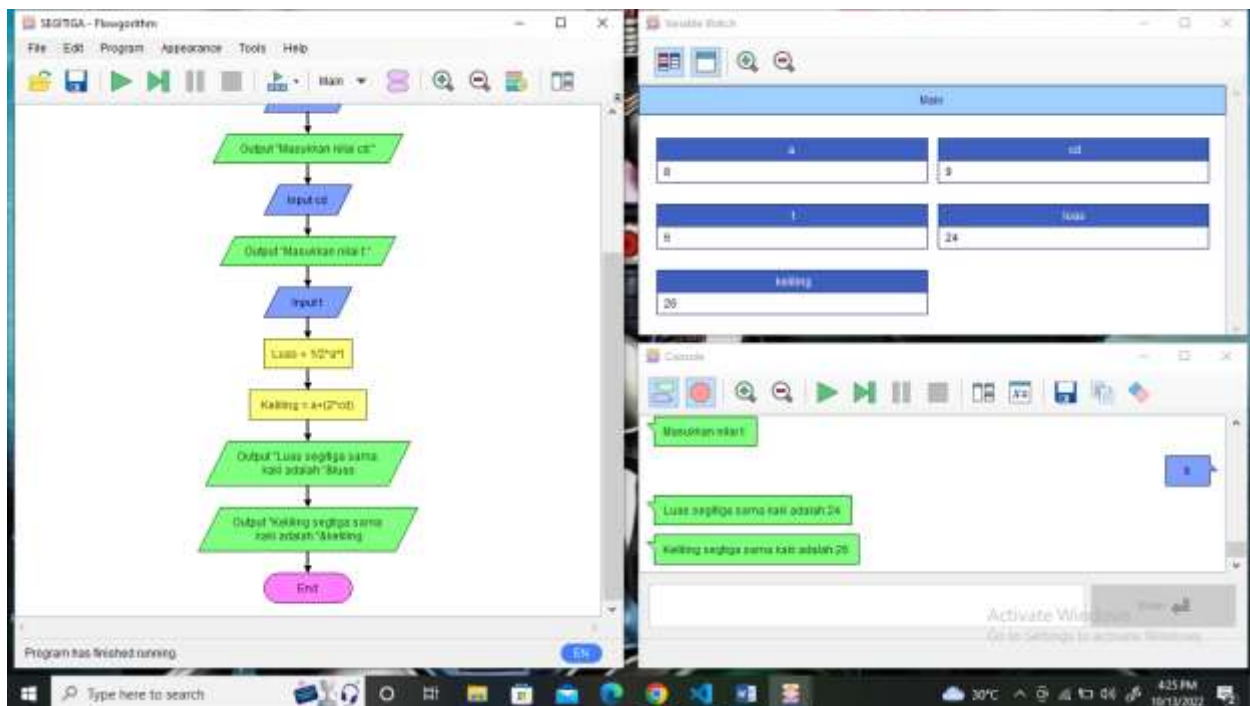 SEGITIGA - Flowgorithm
File Edit Program Appearance Tools Help
Main
Output "Masukkan nilai cd:"
Input cd
Output "Masukkan nilai t:"
Input t
Luas = 1/2*a*t
Keliling = a+(2*cd)
Output "Luas segitiga sama
kaki adalah "&luas
Output "Keliling segitiga sama
kaki adalah "&keliling
End
Program has finished running
EN
Variable Watch
Main
a
cd
8
9
t
luas
24
keliling
26
Console
Masukkan nilai t
Luas segitiga sama kaki adalah 24
Keliling segitiga sama kaki adalah 26
Activate Windows
Go to Settings to activate Windows.
Type here to search
30°C
4:25 PM
10/13/2022